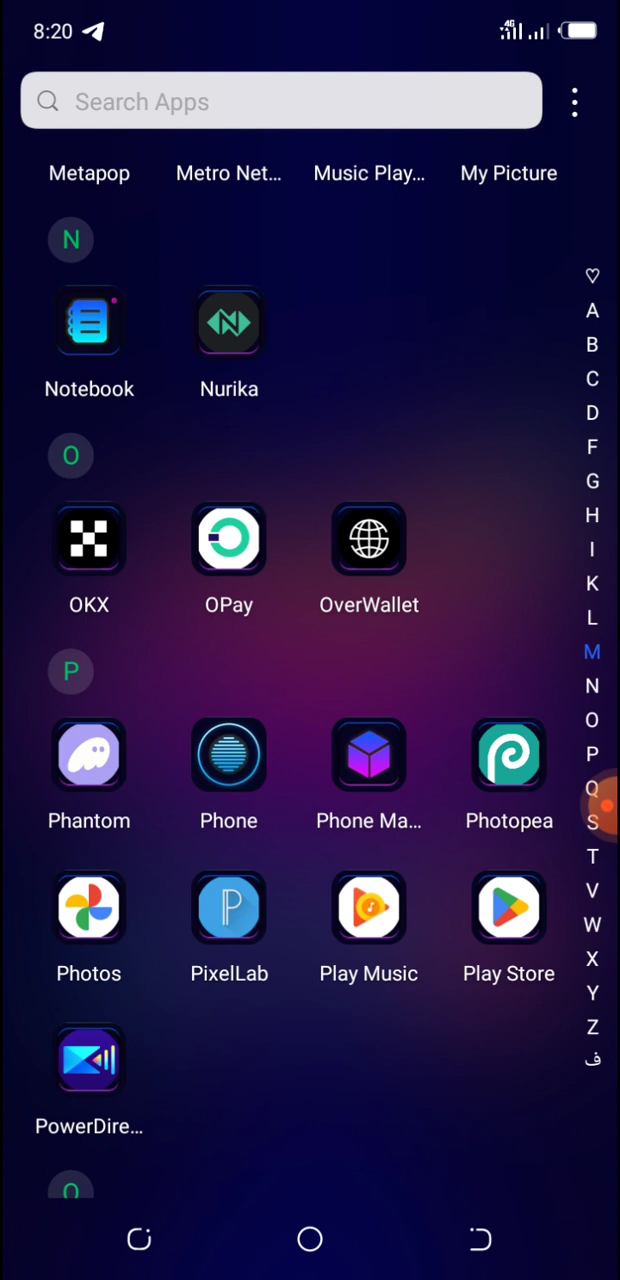 8:20
4G
Search Apps
Metapop Metro Net... Music Play... My Picture
N
Notebook Nurika
O
OKX OPay OverWallet
P
Phantom Phone Phone Ma... Photopea
Photos PixelLab Play Music Play Store
PowerDire...
Q
♡
A
B
C
D
F
G
H
I
K
L
M
N
O
P
Q
S
T
V
W
X
Y
Z
ف